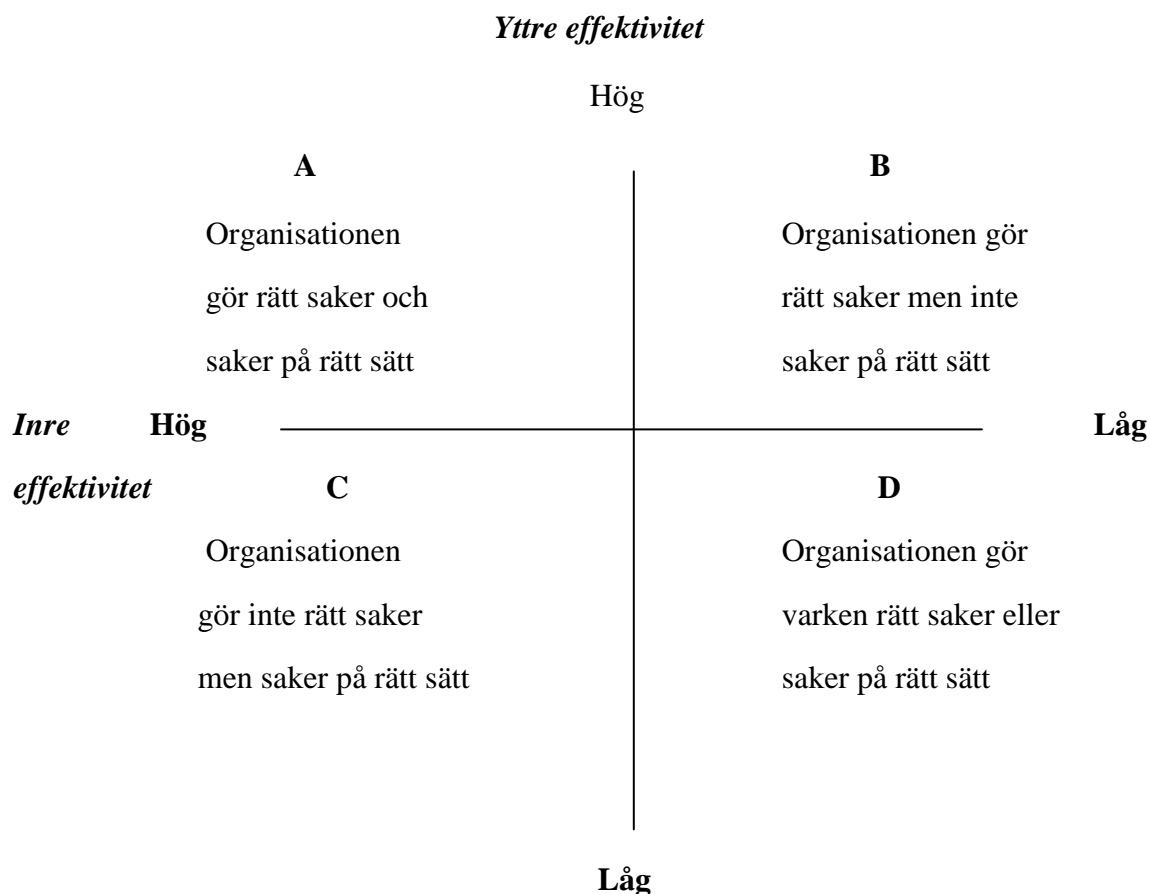 Yttre effektivitet
Hög
A
B
Organisationen
Organisationen gör
gör rätt saker och
rätt saker men inte
saker på rätt sätt
saker på rätt sätt
Inre Hög
Låg
effektivitet
C
D
Organisationen
Organisationen gör
gör inte rätt saker
varken rätt saker eller
men saker på rätt sätt
saker på rätt sätt
Låg